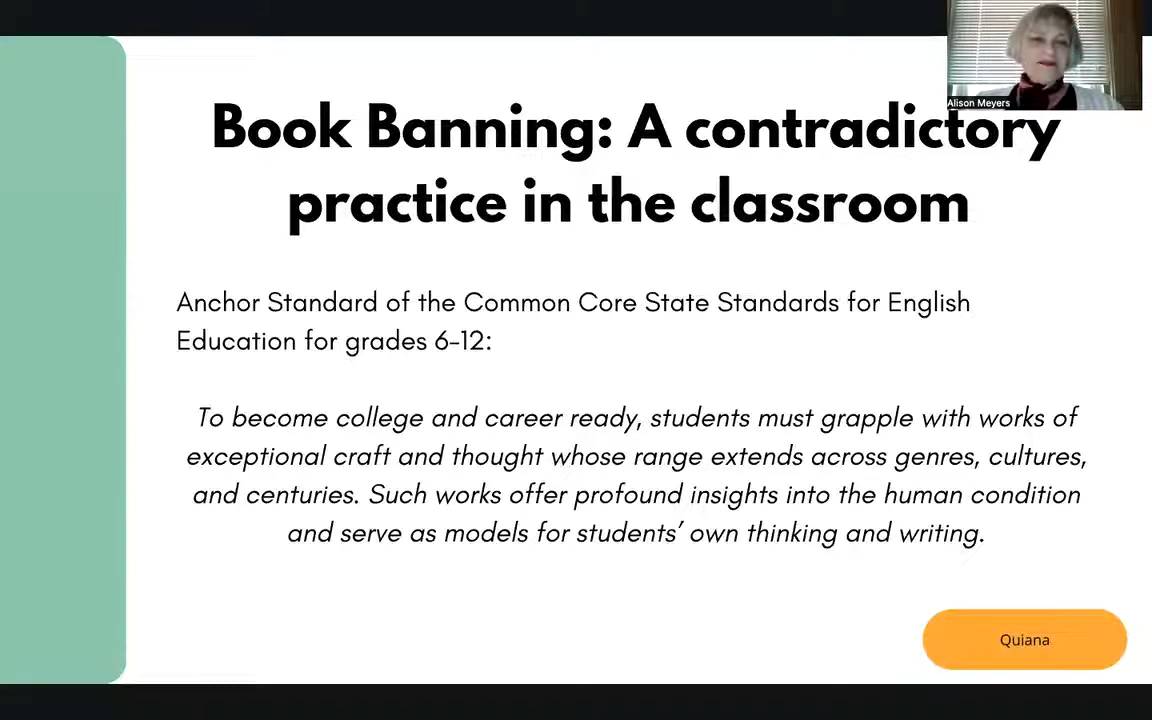 Alison Meyers
Book Banning: A contradictory
practice in the classroom
Anchor Standard of the Common Core State Standards for English
Education for grades 6-12:
To become college and career ready, students must grapple with works of
exceptional craft and thought whose range extends across genres, cultures,
and centuries. Such works offer profound insights into the human condition
and serve as models for students’ own thinking and writing.
Quiana